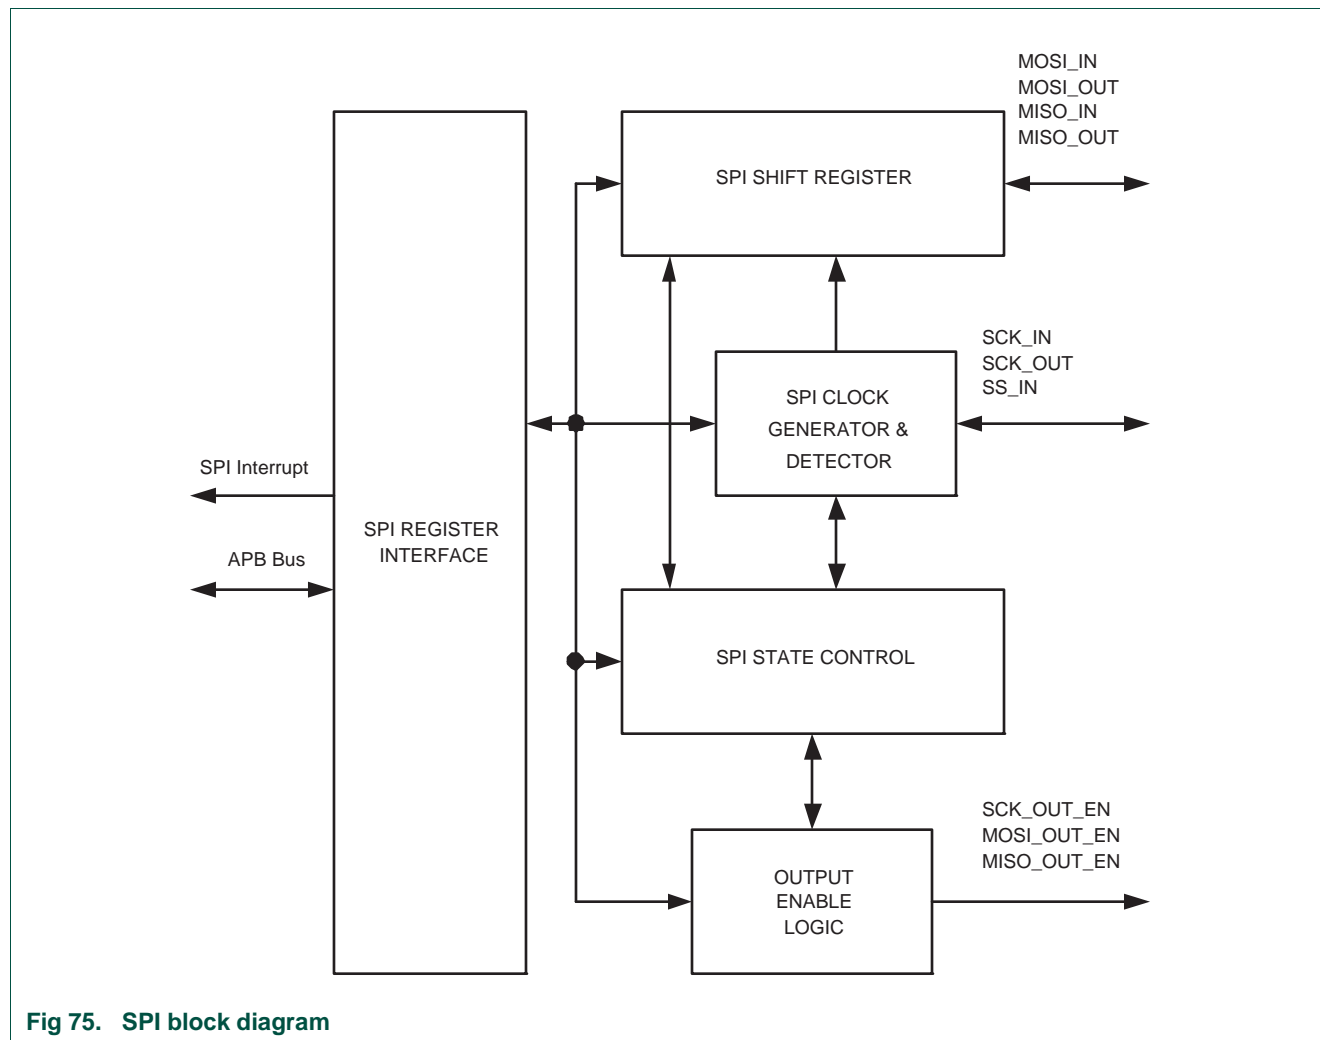 MOSI_IN
MOSI_OUT
MISO_IN
MISO_OUT
SPI SHIFT REGISTER
SCK_IN
SCK_OUT
SS_IN
SPI CLOCK
GENERATOR &
DETECTOR
SPI Interrupt
APB Bus
SPI REGISTER
INTERFACE
SPI STATE CONTROL
SCK_OUT_EN
MOSI_OUT_EN
MISO_OUT_EN
OUTPUT
ENABLE
LOGIC
Fig 75. SPI block diagram